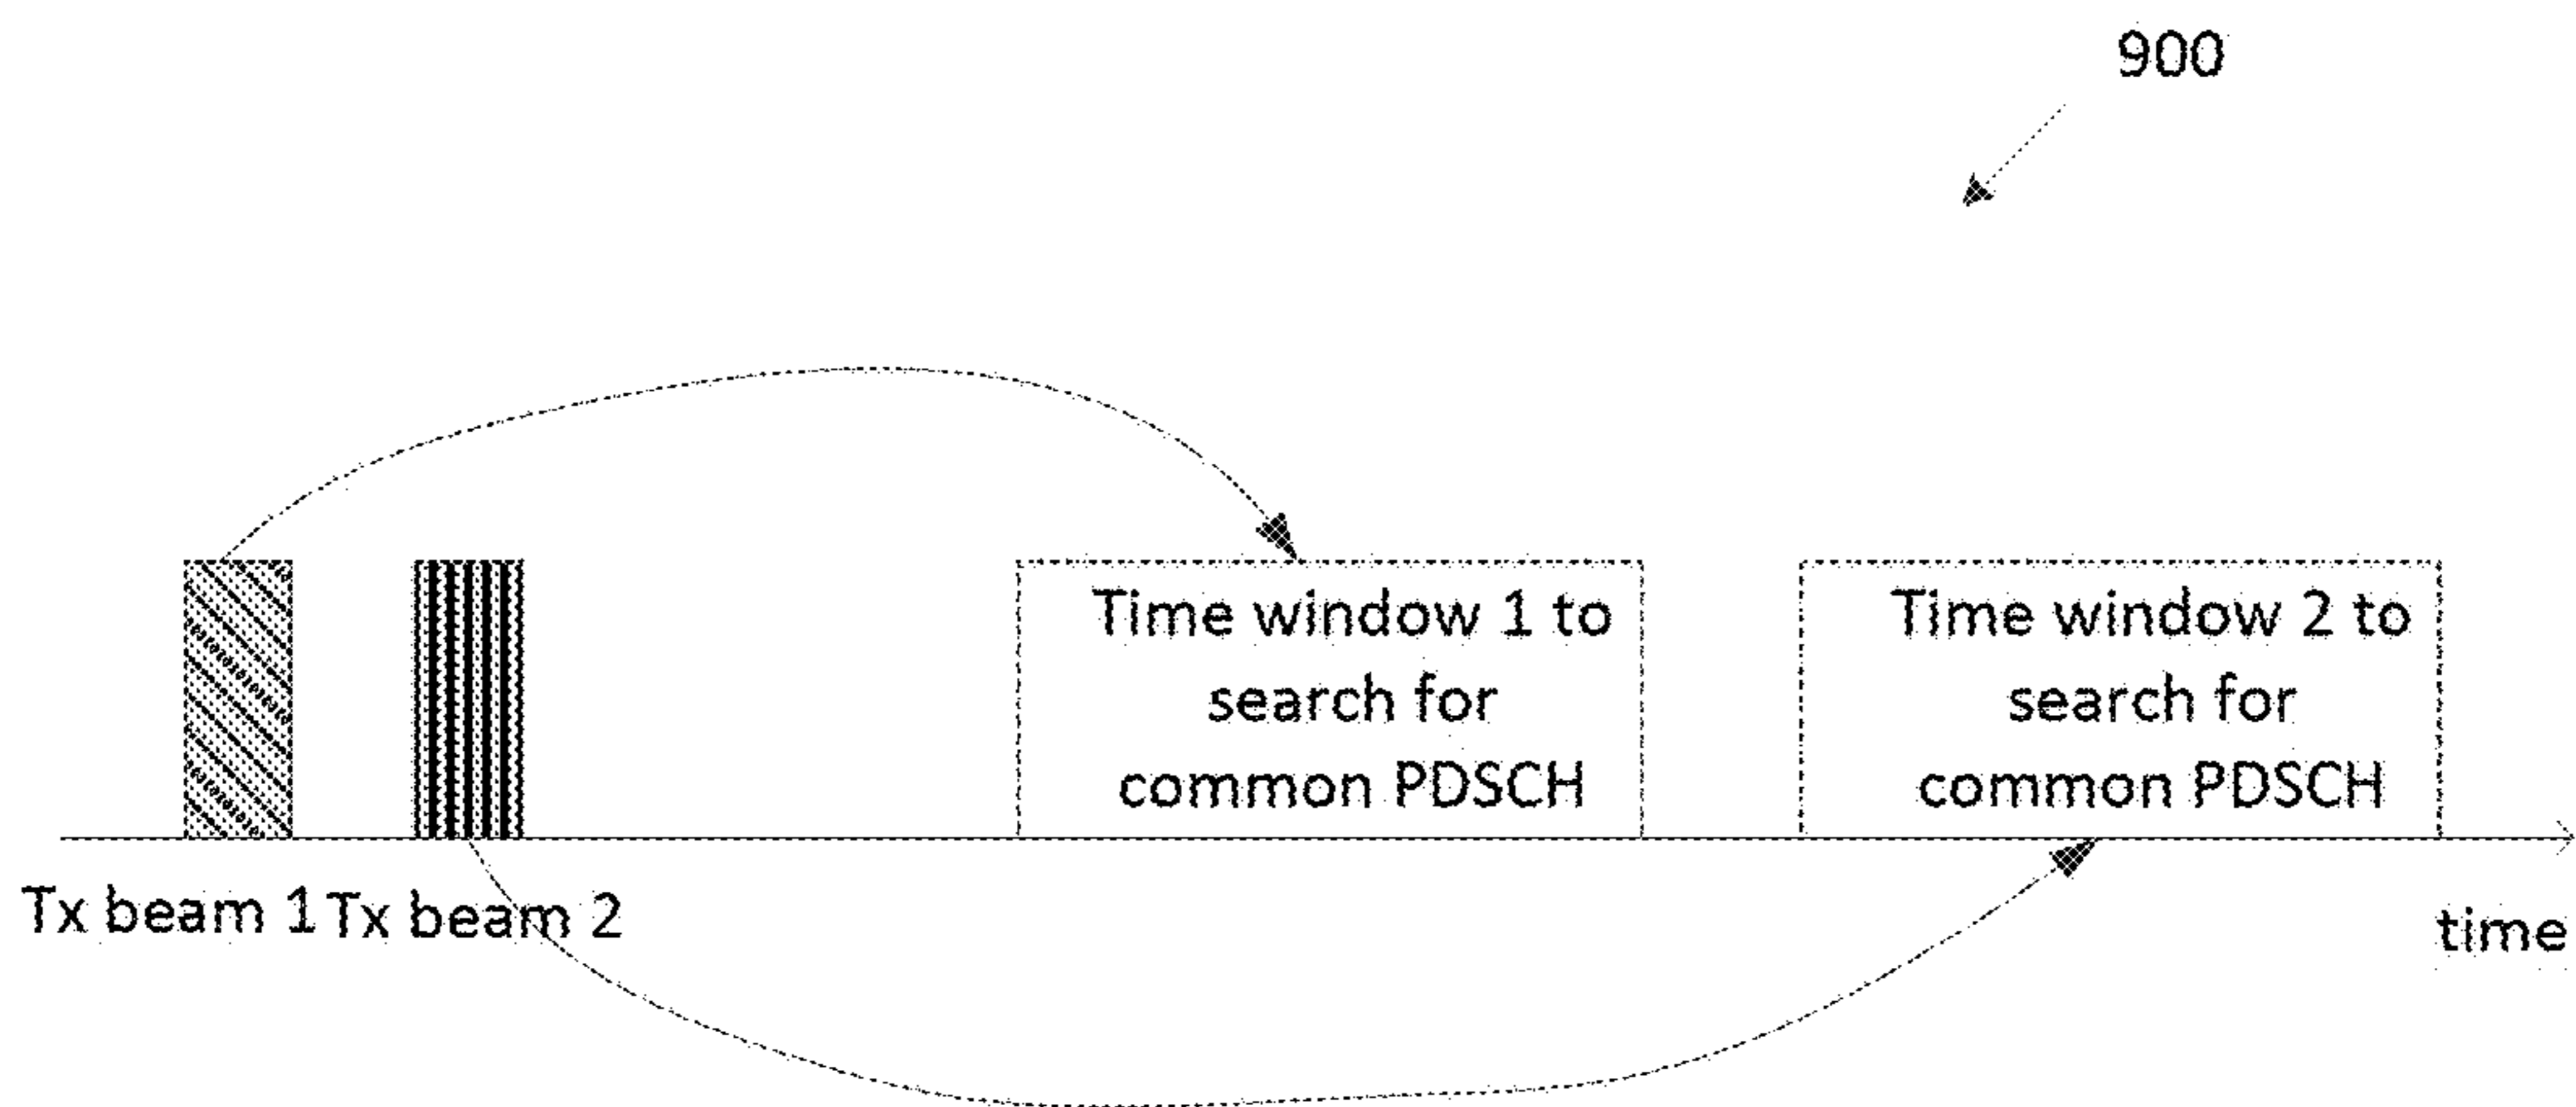 900
Time window 1 to
search for
common PDSCH
Time window 2 to
search for
common PDSCH
Tx beam 1
Tx beam 2
time